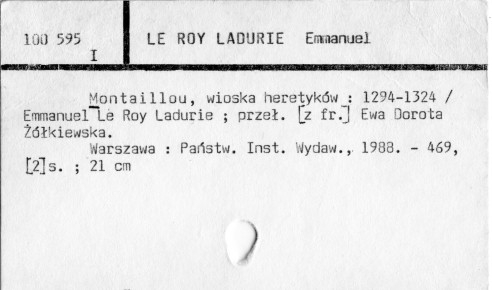 100 595
I
LE ROY LADURIE Emmanuel
Montaillou, wioska heretyków : 1294-1324 /
Emmanuel Le Roy Ladurie ; przeł. [z fr.] Ewa Dorota
Żółkiewska.
Warszawa : Państw. Inst. Wydaw., 1988. - 469,
[2]s. ; 21 cm